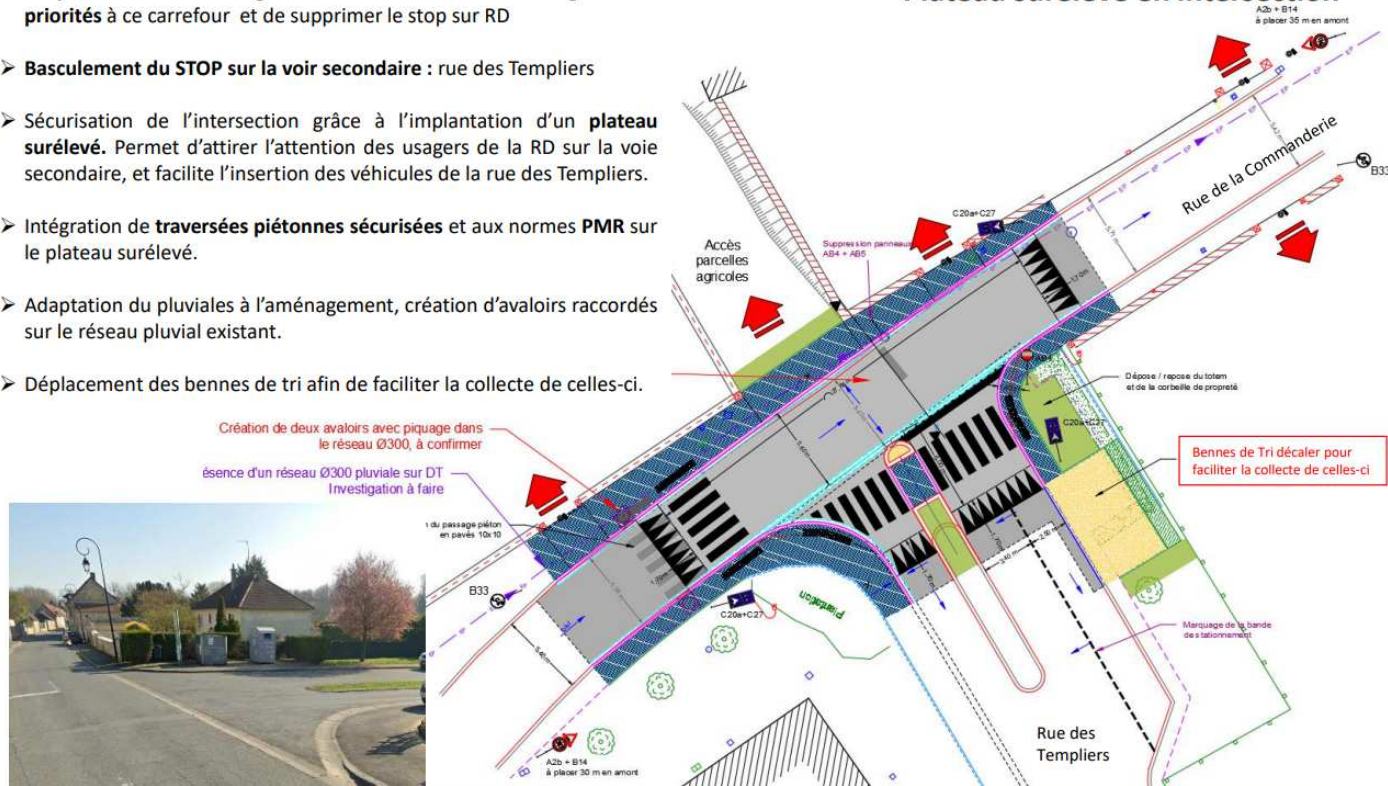 priorités à ce carrefour et de supprimer le stop sur RD
➢ Basculement du STOP sur la voir secondaire : rue des Templiers
➢ Sécurisation de l'intersection grâce à l'implantation d'un plateau
surélevé. Permet d'attirer l'attention des usagers de la RD sur la voie
secondaire, et facilite l'insertion des véhicules de la rue des Templiers.
➢ Intégration de traversées piétonnes sécurisées et aux normes PMR sur
le plateau surélevé.
➢ Adaptation du pluviales à l'aménagement, création d'avaloirs raccordés
sur le réseau pluvial existant.
➢ Déplacement des bennes de tri afin de faciliter la collecte de celles-ci.
A2b + B14
à placer 35 m en amont
Rue de la Commanderie
B33
C20a+C27
Suppression panneaux
AB4 + AB5
Accès
parcelles
agricoles
Dépose / repose du totem
et de la corbeille de propreté
C20a+C27
Bennes de Tri décaler pour
faciliter la collecte de celles-ci
Création de deux avaloirs avec piquage dans
le réseau Ø300, à confirmer
ésence d'un réseau Ø300 pluviale sur DT
Investigation à faire
du passage piéton
en pavés 10x10
B33
C20a+C27
Plantation
Marquage de la bande
de stationnement
Rue des
Templiers
A2b + B14
à placer 30 m en amont